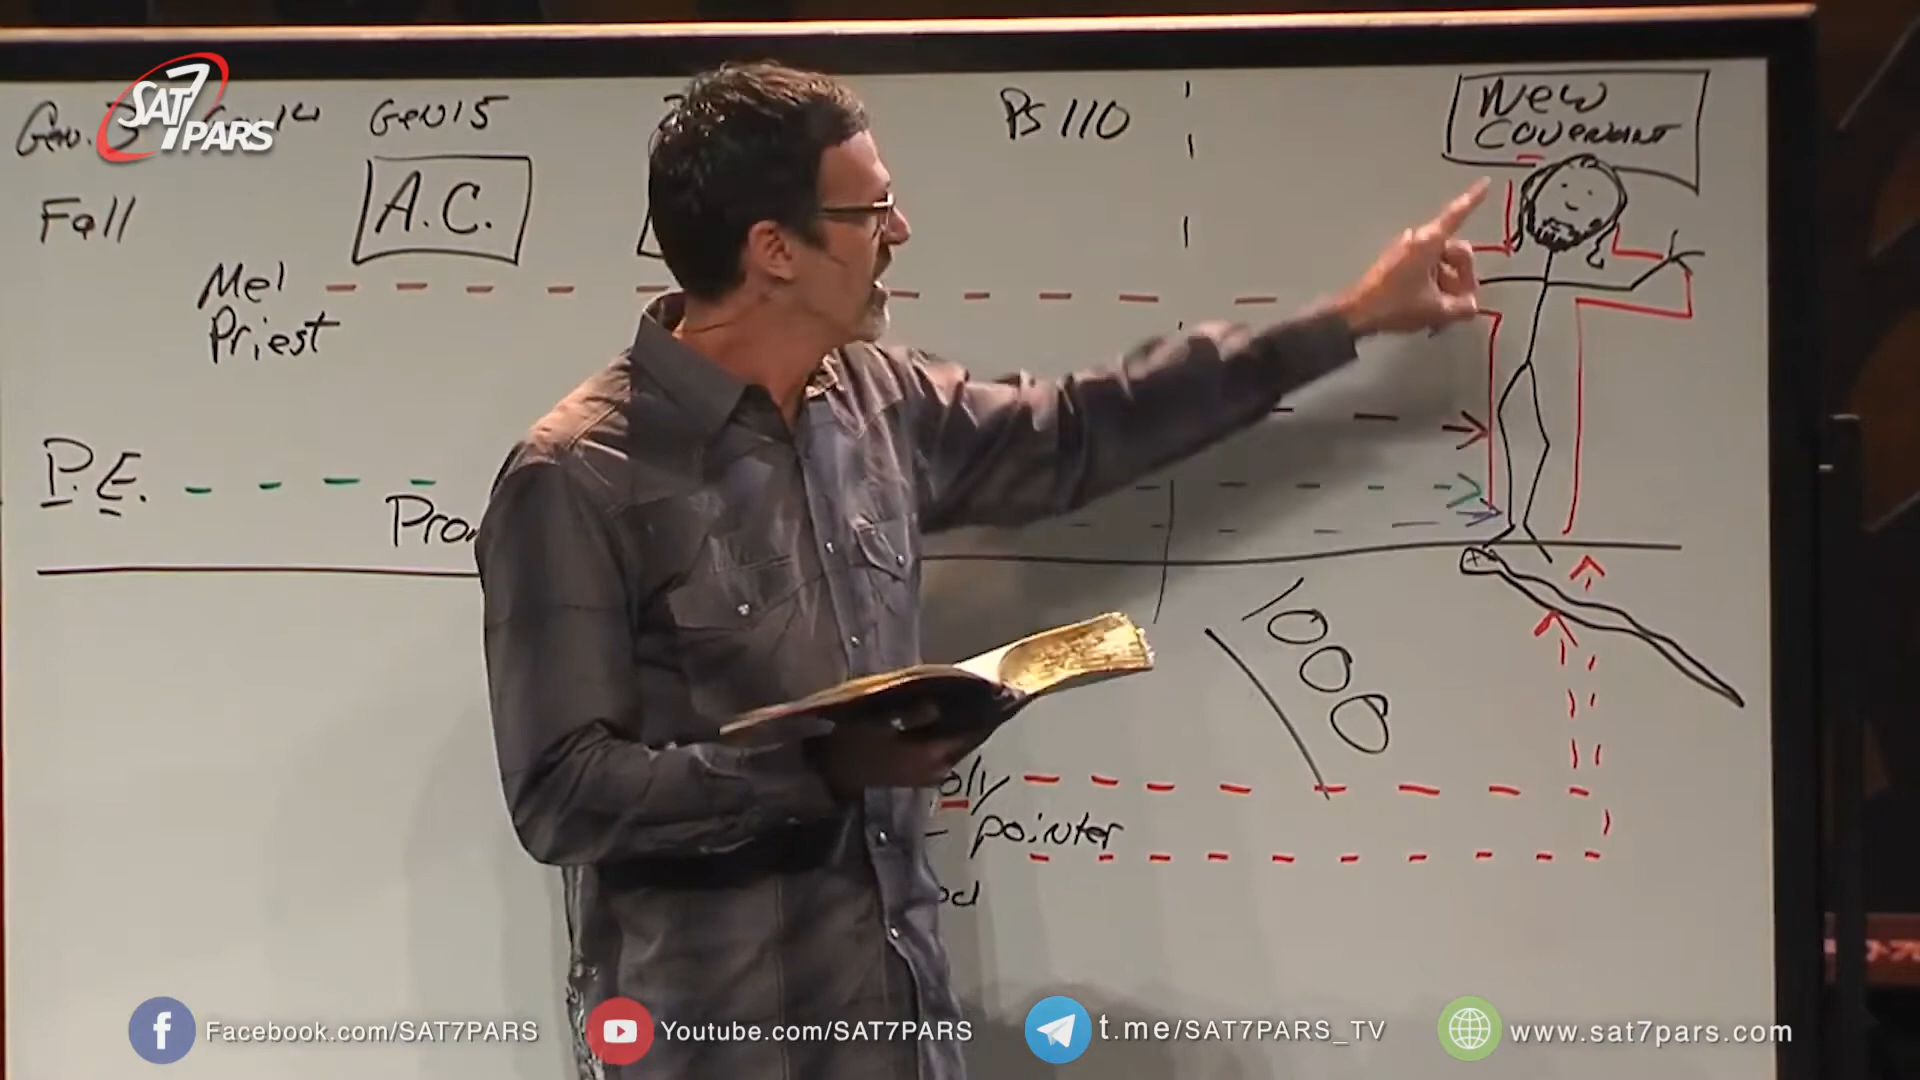 SAT7 PARS
Gen. 3
Gen 15
Ps 110
New
Covenant
Fall
A.C.
Mel
Priest
P.E.
1000
pointer
Facebook.com/SAT7PARS
Youtube.com/SAT7PARS
t.me/SAT7PARS_TV
www.sat7pars.com